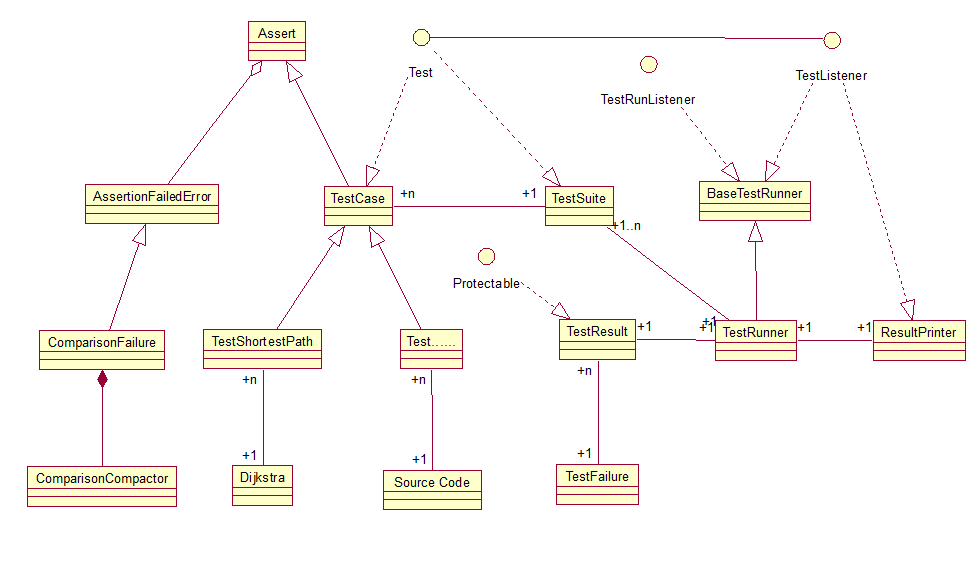 Assert
Test
TestListener
TestRunListener
AssertionFailedError
TestCase
+n
+1
TestSuite
BaseTestRunner
+1..n
Protectable
ComparisonFailure
TestShortestPath
Test......
TestResult
+1
+1
+1
TestRunner
+1
+1
ResultPrinter
+n
+n
+n
+1
+1
+1
ComparisonCompactor
Dijkstra
Source Code
TestFailure